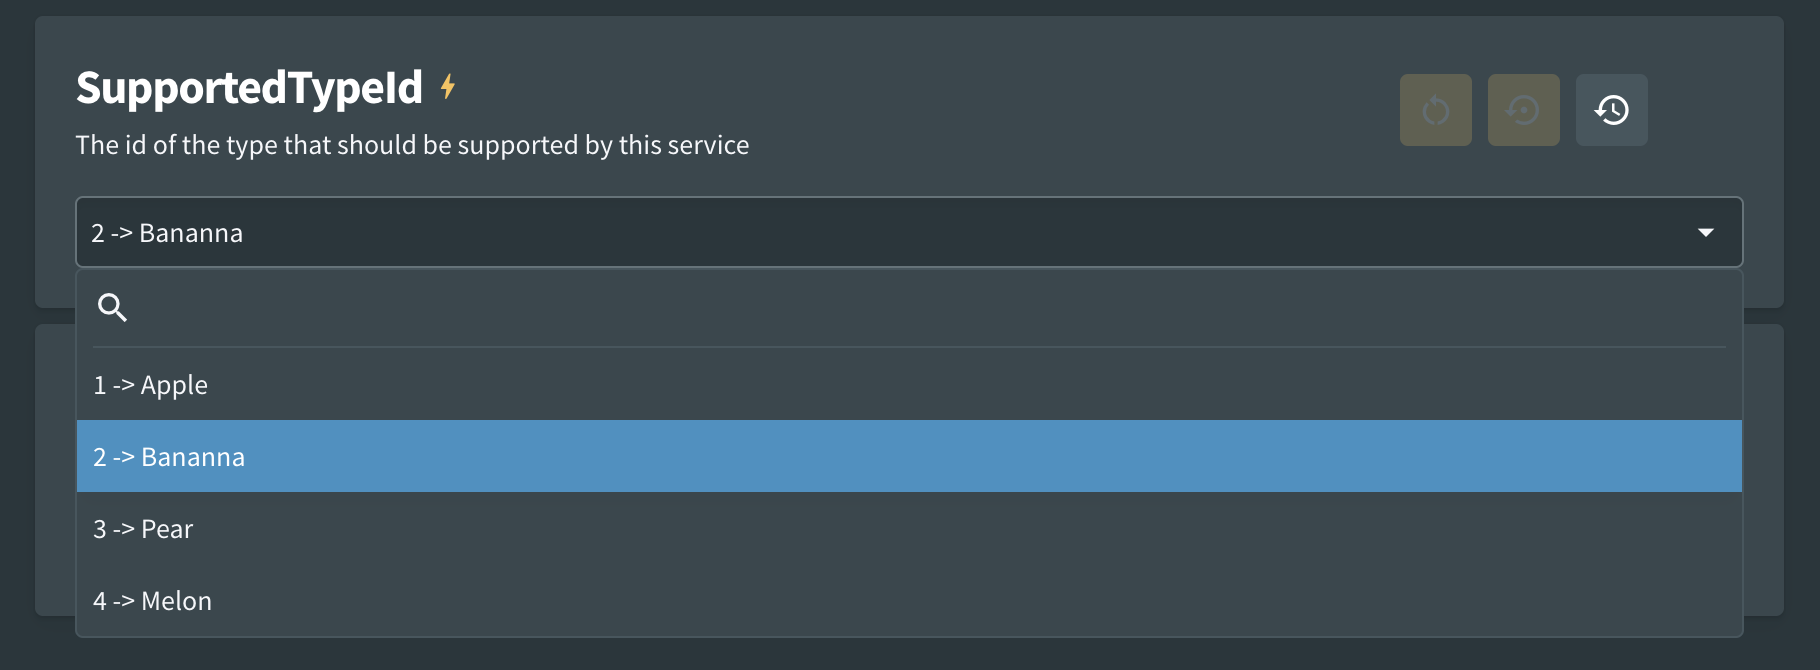 SupportedTypeId
The id of the type that should be supported by this service
2 -> Bananna
1 -> Apple
2 -> Bananna
3 -> Pear
4 -> Melon